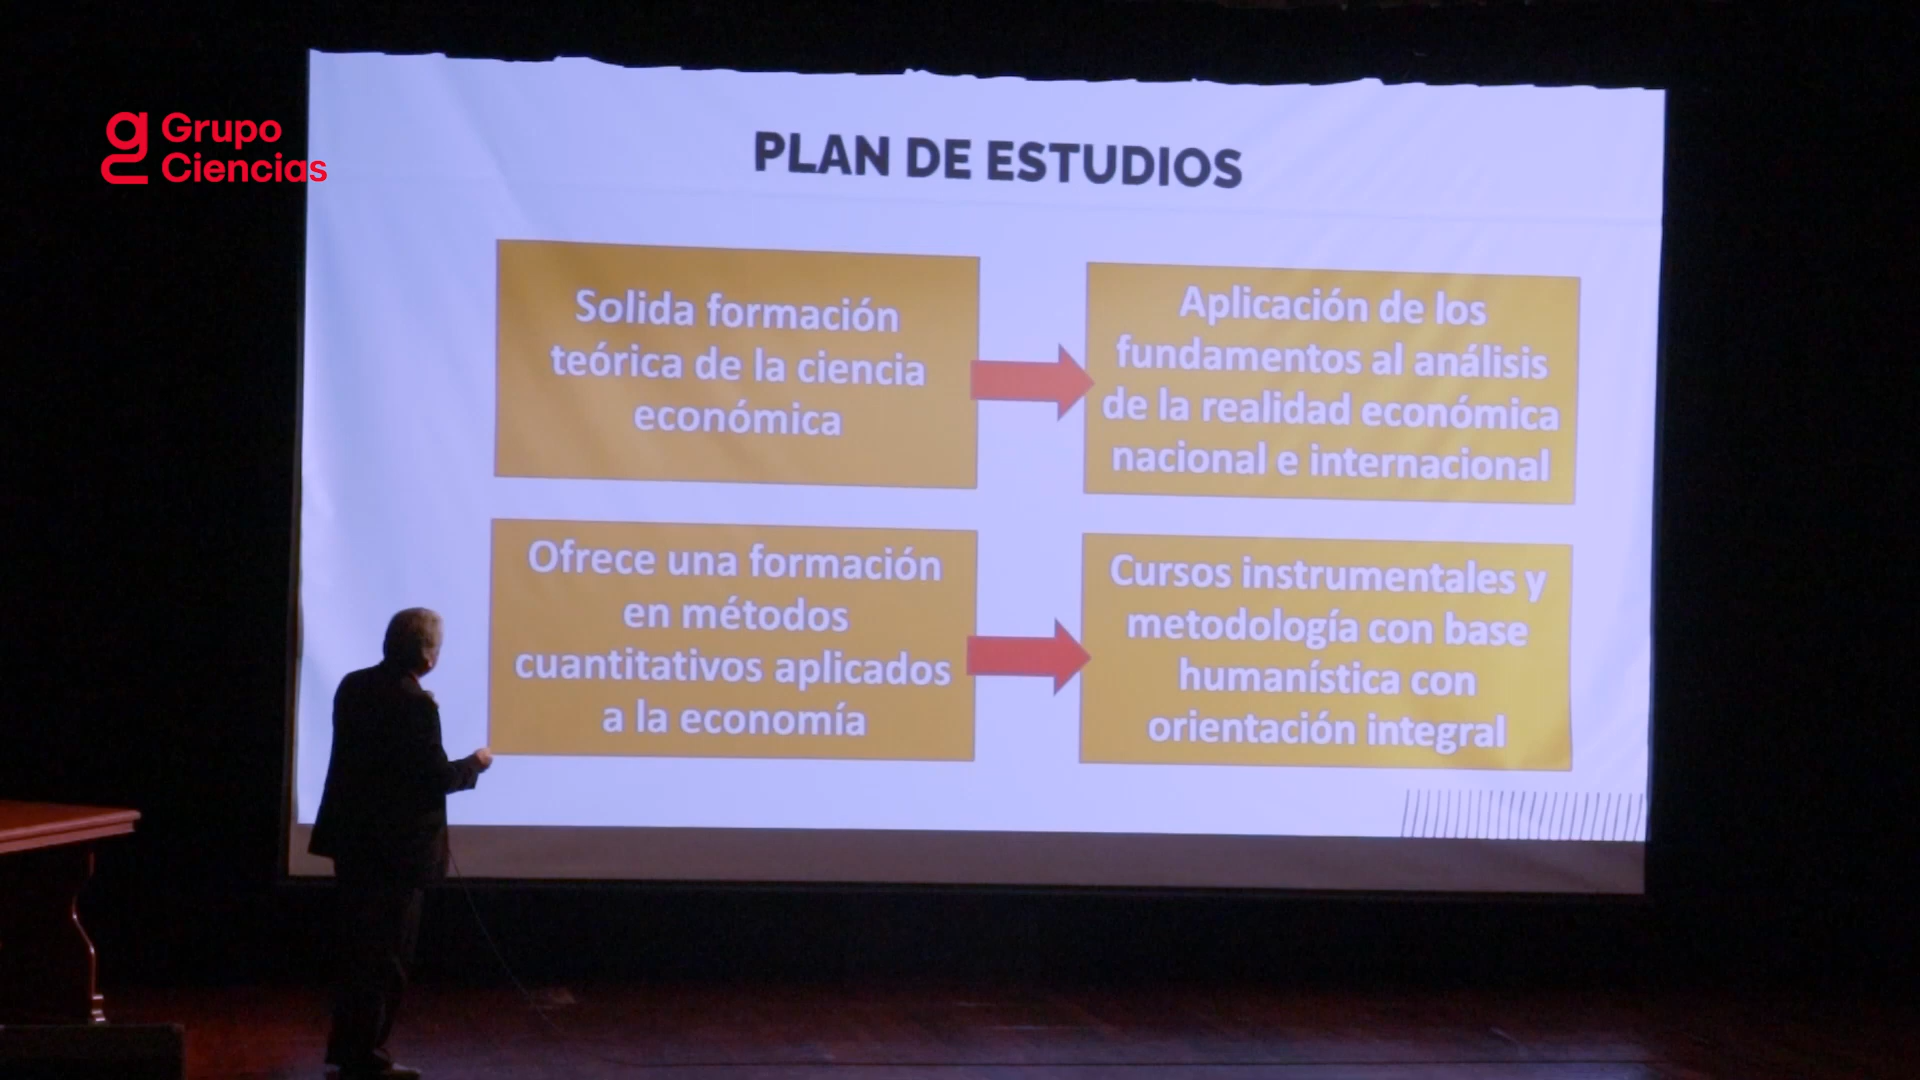 Grupo
Ciencias
PLAN DE ESTUDIOS
Solida formación
teórica de la ciencia
económica
Aplicación de los
fundamentos al análisis
de la realidad económica
nacional e internacional
Ofrece una formación
en métodos
cuantitativos aplicados
a la economía
Cursos instrumentales y
metodología con base
humanística con
orientación integral